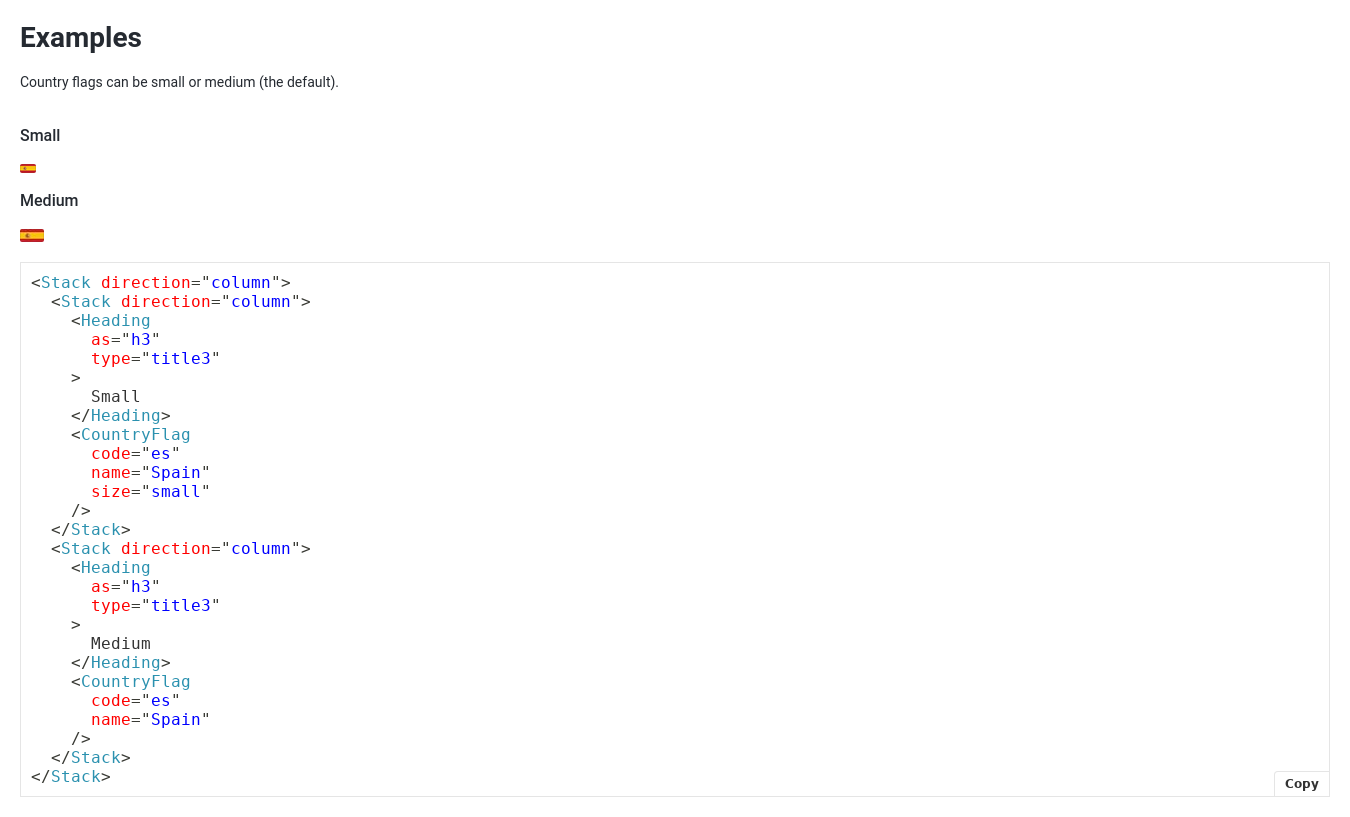 Examples
Country flags can be small or medium (the default).
Small
Medium
<Stack direction="column">
  <Stack direction="column">
    <Heading
      as="h3"
      type="title3"
    >
      Small
    </Heading>
    <CountryFlag
      code="es"
      name="Spain"
      size="small"
    />
  </Stack>
  <Stack direction="column">
    <Heading
      as="h3"
      type="title3"
    >
      Medium
    </Heading>
    <CountryFlag
      code="es"
      name="Spain"
    />
  </Stack>
</Stack>
Copy